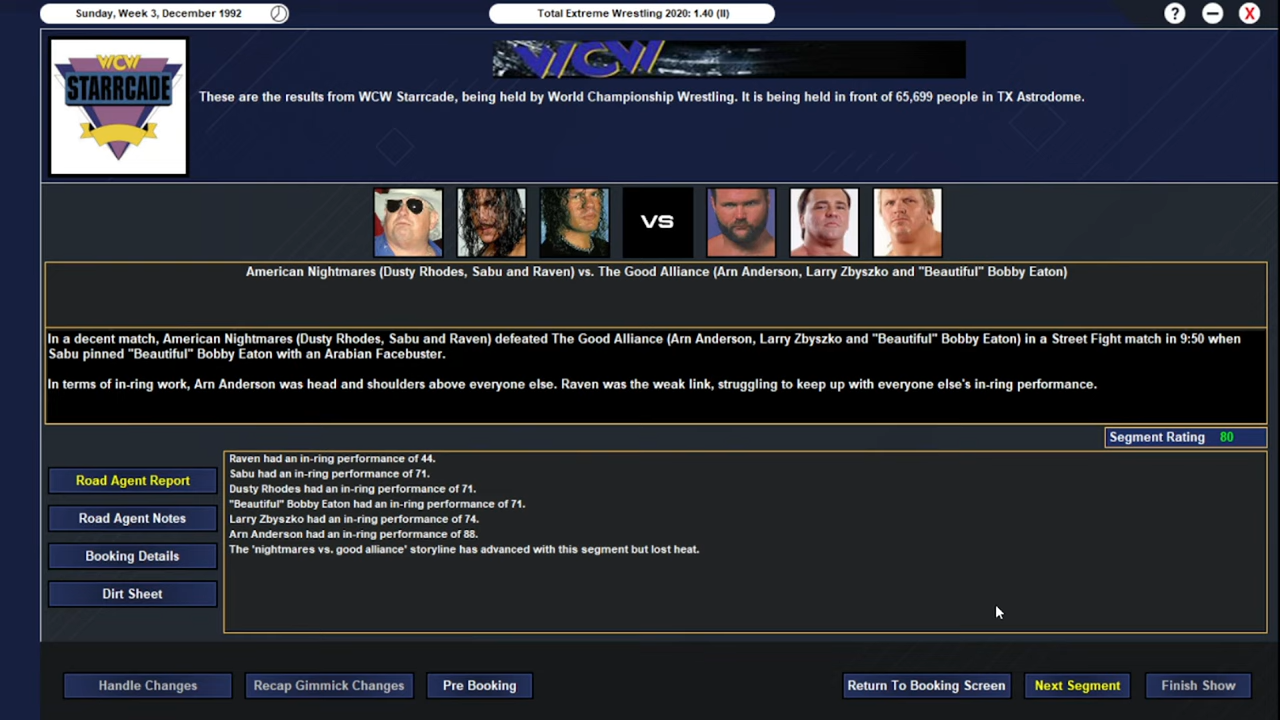 Sunday, Week 3, December 1992
Total Extreme Wrestling 2020: 1.40 (II)
?
X
WCW
STARRCADE
WCW
These are the results from WCW Starrcade, being held by World Championship Wrestling. It is being held in front of 65,699 people in TX Astrodome.
VS
American Nightmares (Dusty Rhodes, Sabu and Raven) vs. The Good Alliance (Arn Anderson, Larry Zbyszko and "Beautiful" Bobby Eaton)
In a decent match, American Nightmares (Dusty Rhodes, Sabu and Raven) defeated The Good Alliance (Arn Anderson, Larry Zbyszko and "Beautiful" Bobby Eaton) in a Street Fight match in 9:50 when
Sabu pinned "Beautiful" Bobby Eaton with an Arabian Facebuster.
In terms of in-ring work, Arn Anderson was head and shoulders above everyone else. Raven was the weak link, struggling to keep up with everyone else's in-ring performance.
Segment Rating 80
Road Agent Report
Road Agent Notes
Booking Details
Dirt Sheet
Raven had an in-ring performance of 44.
Sabu had an in-ring performance of 71.
Dusty Rhodes had an in-ring performance of 71.
"Beautiful" Bobby Eaton had an in-ring performance of 71.
Larry Zbyszko had an in-ring performance of 74.
Arn Anderson had an in-ring performance of 88.
The 'nightmares vs. good alliance' storyline has advanced with this segment but lost heat.
Handle Changes
Recap Gimmick Changes
Pre Booking
Return To Booking Screen
Next Segment
Finish Show